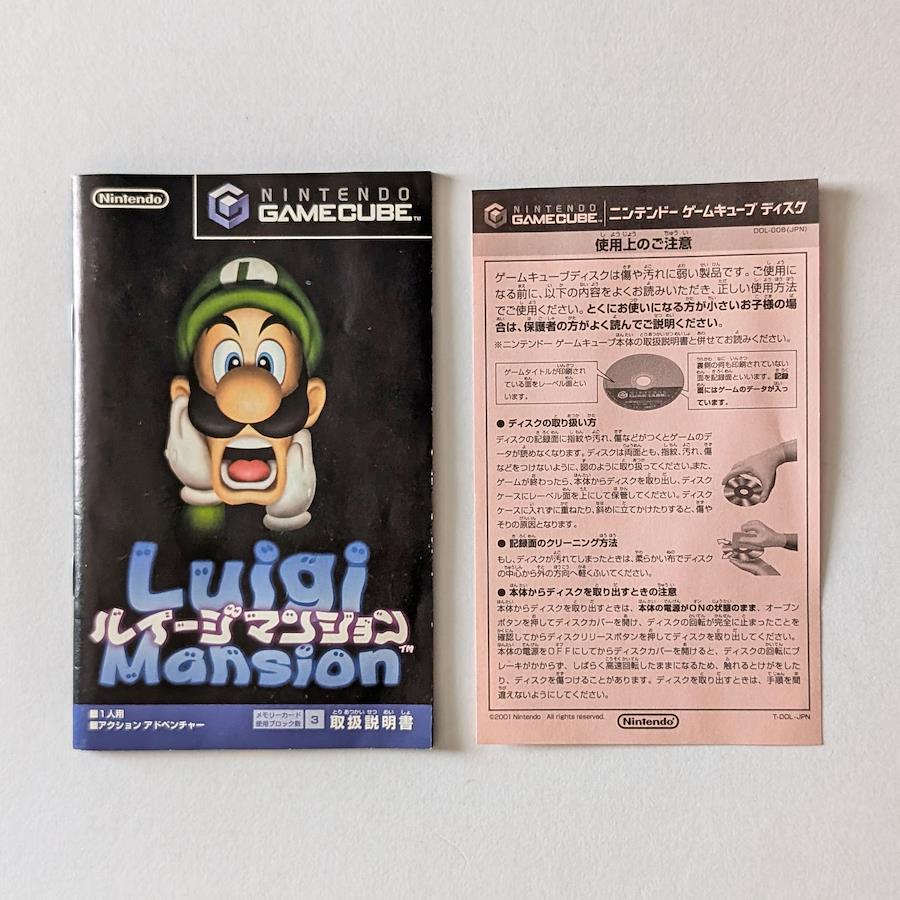 Nintendo
NINTENDO
GAMECUBE™
L
Luigi
ルイージマンション™
Mansion
■1人用
■アクション アドベンチャー
メモリーカード
使用ブロック数
3
とりあつかいせつめいしょ
取扱説明書
NINTENDO
GAMECUBE™
ニンテンドー ゲームキューブ ディスク
DOL-006(JPN)
しようじょう ちゅうい
使用上のご注意
ゲームキューブディスクは傷や汚れに弱い製品です。ご使用に
なる前に、以下の内容をよくお読みいただき、正しい使用方法
でご使用ください。とくにお使いになる方が小さいお子様の場
合は、保護者の方がよく読んでご説明ください。
※ニンテンドー ゲームキューブ本体の取扱説明書と併せてお読みください。
ゲームタイトルが印刷され
ている面をレーベル面とい
います。
NINTENDO
GAMECUBE
裏側の何も印刷されていない
面を記録面といいます。記録
面にはゲームのデータが入っ
ています。
● ディスクの取り扱い方
ディスクの記録面に指紋や汚れ、傷などがつくとゲームのデ
ータが読めなくなります。ディスクは両面とも、指紋、汚れ、傷
などをつけないように、図のように取り扱ってください。また、
ゲームが終わったら、本体からディスクを取り出し、ディスク
ケースにレーベル面を上にして保管してください。ディスク
ケースに入れずに重ねたり、斜めに立てかけたりすると、傷や
そりの原因となります。
● 記録面のクリーニング方法
もし、ディスクが汚れてしまったときは、柔らかい布でディスク
の中心から外の方向へ軽くふいてください。
● 本体からディスクを取り出すときの注意
本体からディスクを取り出すときは、本体の電源がONの状態のまま、オープン
ボタンを押してディスクカバーを開け、ディスクの回転が完全に止まったことを
確認してからディスクリリースボタンを押してディスクを取り出してください。
本体の電源をOFFにしてからディスクカバーを開けると、ディスクの回転にブ
レーキがかからず、しばらく高速回転したままになるため、触れるとけがをした
り、ディスクを傷つけることがあります。ディスクを取り出すときは、手順を間
違えないようにしてください。
©2001 Nintendo All rights reserved.
Nintendo
T-DOL-JPN